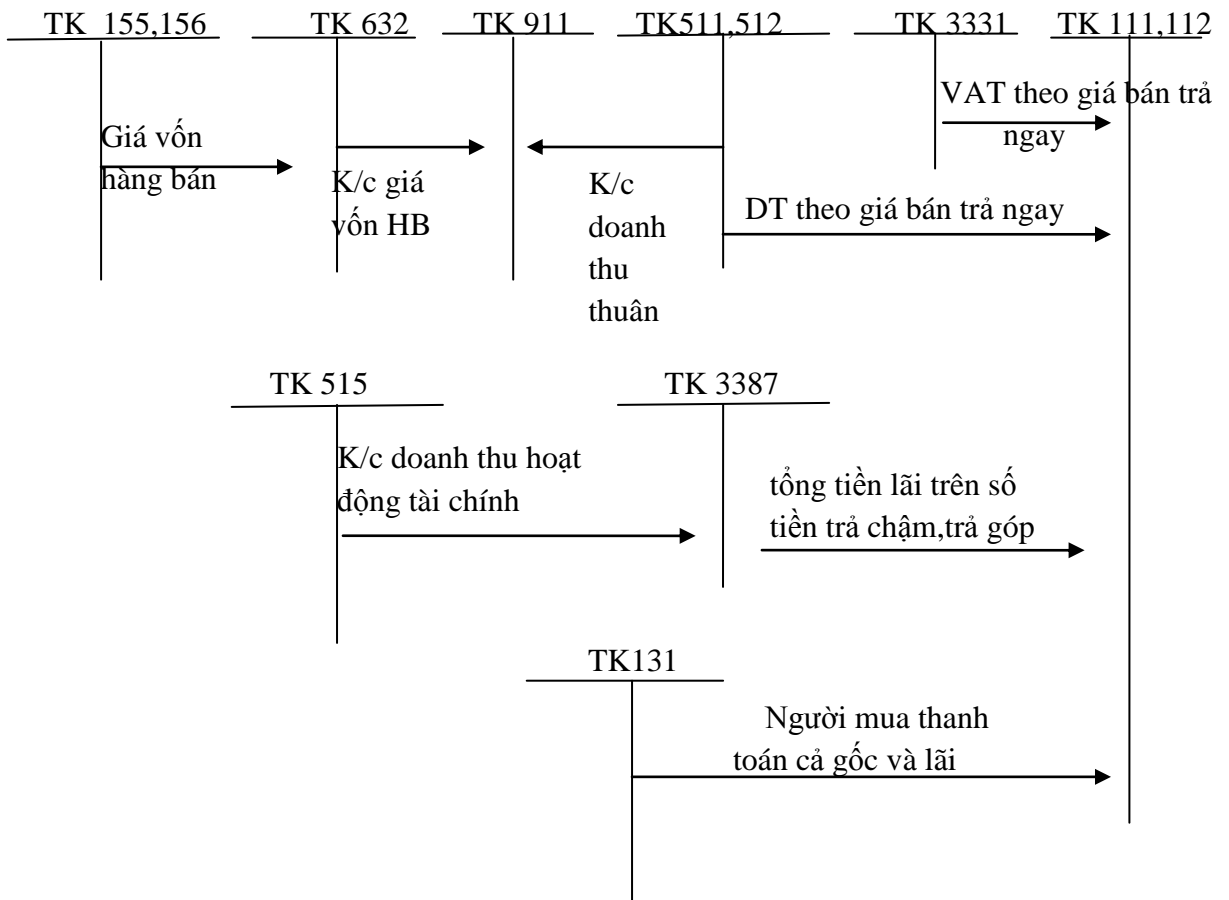 TK 155,156 TK 632 TK 911 TK511,512 TK 3331 TK 111,112
VAT theo giá bán trả
ngay
Giá vốn
hàng bán
K/c giá
vốn HB
K/c
doanh
thu
thuân
DT theo giá bán trả ngay
TK 515 TK 3387
K/c doanh thu hoạt
động tài chính
tổng tiền lãi trên số
tiền trả chậm,trả góp
TK131
Người mua thanh
toán cả gốc và lãi